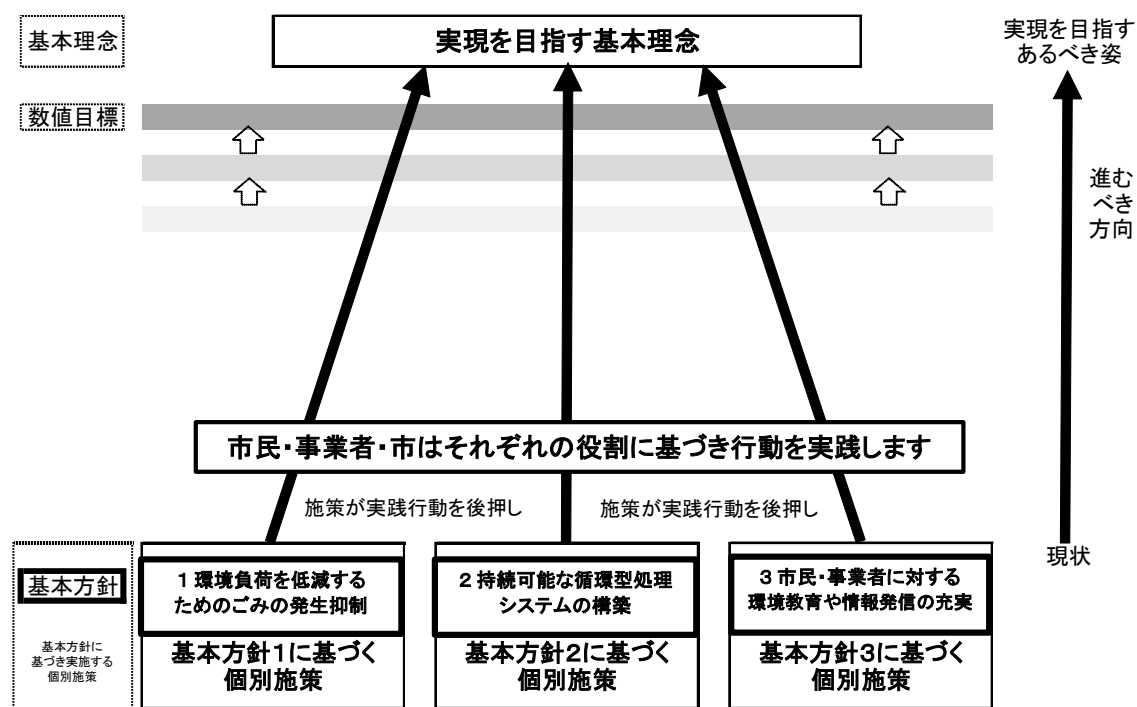 基本理念
実現を目指す基本理念
実現を目指す
あるべき姿
数値目標
進む
べき
方向
市民・事業者・市はそれぞれの役割に基づき行動を実践します
施策が実践行動を後押し
施策が実践行動を後押し
現状
基本方針
1 環境負荷を低減する
ためのごみの発生抑制
2 持続可能な循環型処理
システムの構築
3 市民・事業者に対する
環境教育や情報発信の充実
基本方針に
基づき実施する
個別施策
基本方針1に基づく
個別施策
基本方針2に基づく
個別施策
基本方針3に基づく
個別施策